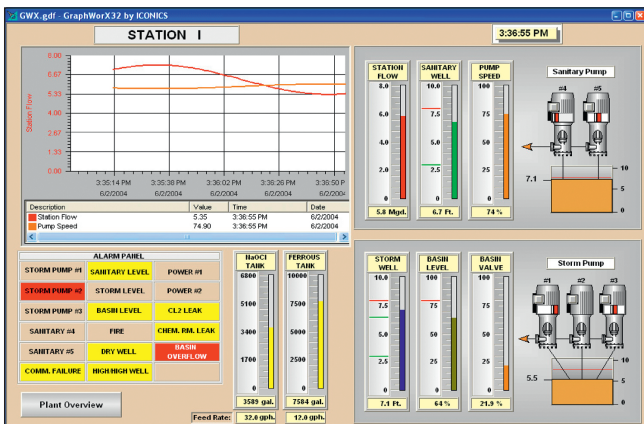 GWX.gdf - GraphWorX32 by ICONICS
STATION I
3:36:55 PM
8.00
6.67
5.33
4.00
2.67
1.33
0.00
Station Flow
3:35:14 PM 3:35:38 PM 3:36:02 PM 3:36:26 PM 3:36:50 P
6/2/2004 6/2/2004 6/2/2004 6/2/2004 6/2/2004
Description Value Time Date
Station Flow 5.35 3:36:55 PM 6/2/2004
Pump Speed 74.90 3:36:55 PM 6/2/2004
STATION FLOW
8.0
6.0
4.0
2.0
0
5.8 Mgd.
SANITARY WELL
10.0
7.5
5.0
2.5
0
6.7 Ft.
PUMP SPEED
100
75
50
25
0
74 %
Sanitary Pump
#4 #5
7.1
10
5
0
ALARM PANEL
STORM PUMP #1 SANITARY LEVEL POWER #1
STORM PUMP #2 STORM LEVEL POWER #2
STORM PUMP #3 BASIN LEVEL CL2 LEAK
SANITARY #4 FIRE CHEM. RM. LEAK
SANITARY #5 DRY WELL BASIN OVERFLOW
COMM. FAILURE HIGH/HIGH WELL
Plant Overview
NaOCl TANK
6800
5100
3400
1700
0
3589 gal.
FERROUS TANK
10000
7500
5000
2500
0
7584 gal.
Feed Rate: 32.0 gph. 12.0 gph.
STORM WELL
10.0
7.5
5.0
2.5
0
7.1 Ft.
BASIN LEVEL
100
75
50
25
0
64 %
BASIN VALVE
100
75
50
25
0
21.9 %
Storm Pump
#1 #2 #3
5.5
10
5
0